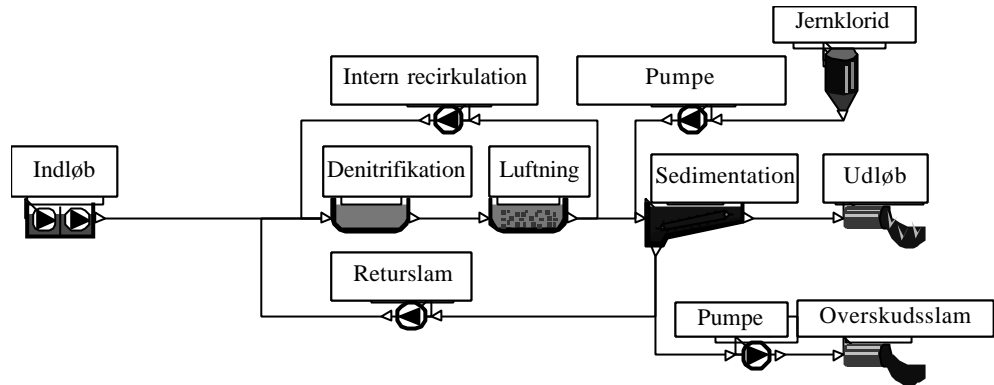 Jernklorid
Intern recirkulation
Pumpe
Indløb
Denitrifikation
Luftning
Sedimentation
Udløb
Returslam
Pumpe
Overskudsslam